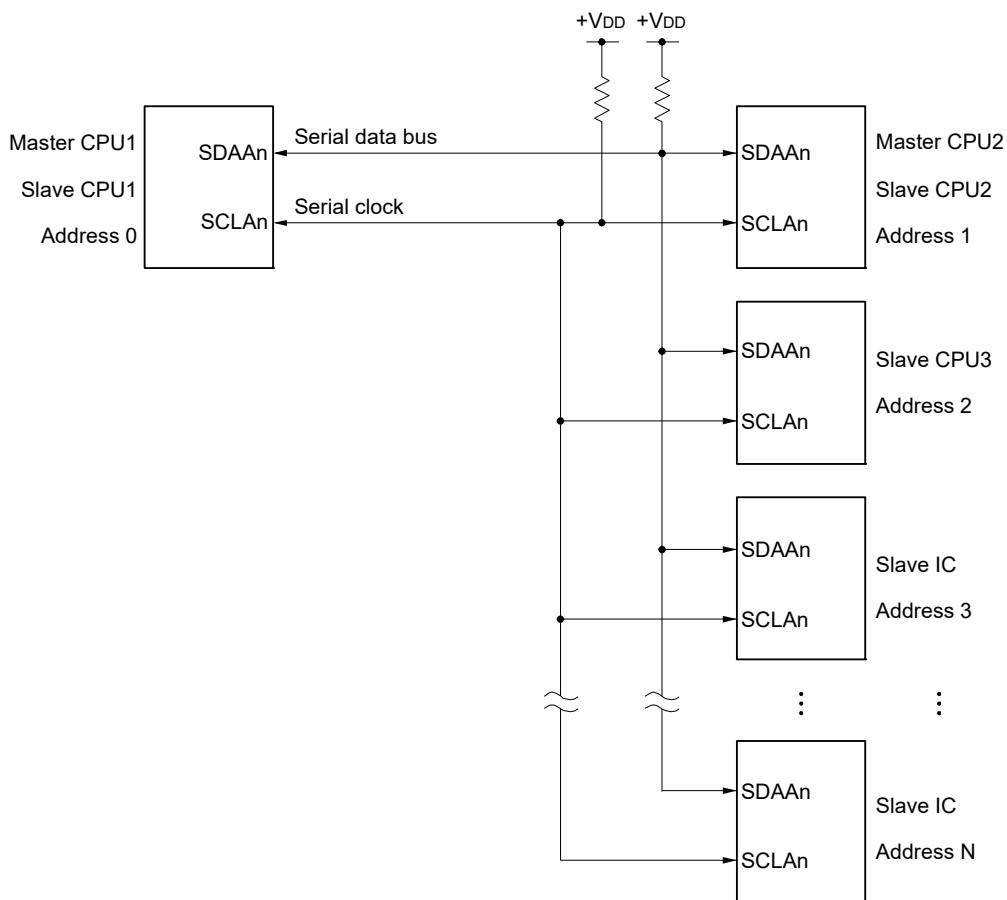 +VDD +VDD
Master CPU1
Slave CPU1
Address 0
SDAAn
SCLAn
Serial data bus
Serial clock
SDAAn
SCLAn
Master CPU2
Slave CPU2
Address 1
SDAAn
SCLAn
Slave CPU3
Address 2
SDAAn
SCLAn
Slave IC
Address 3
SDAAn
SCLAn
Slave IC
Address N